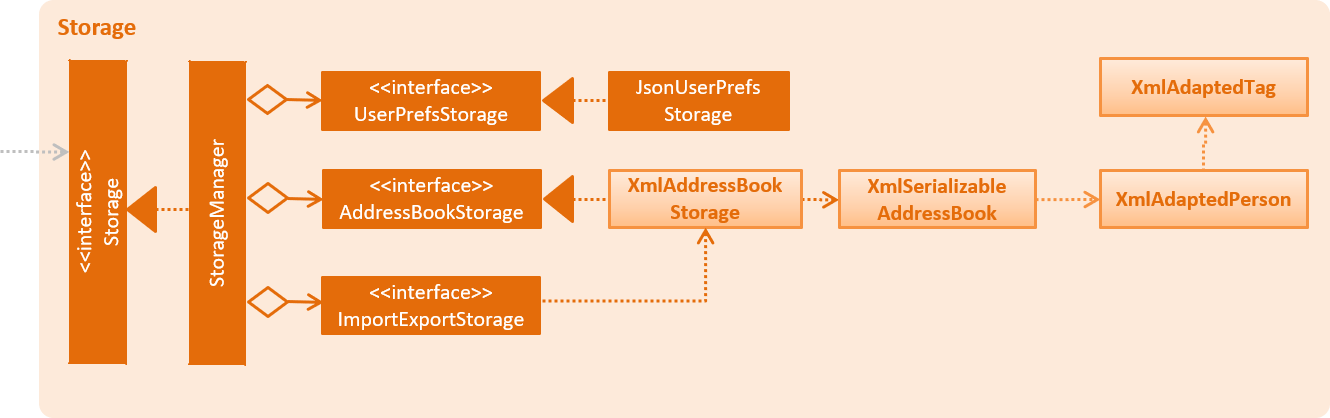 Storage
<<interface>>
Storage
StorageManager
<<interface>>
UserPrefsStorage
JsonUserPrefs
Storage
XmlAdaptedTag
<<interface>>
AddressBookStorage
XmlAddressBook
Storage
XmlSerializable
AddressBook
XmlAdaptedPerson
<<interface>>
ImportExportStorage